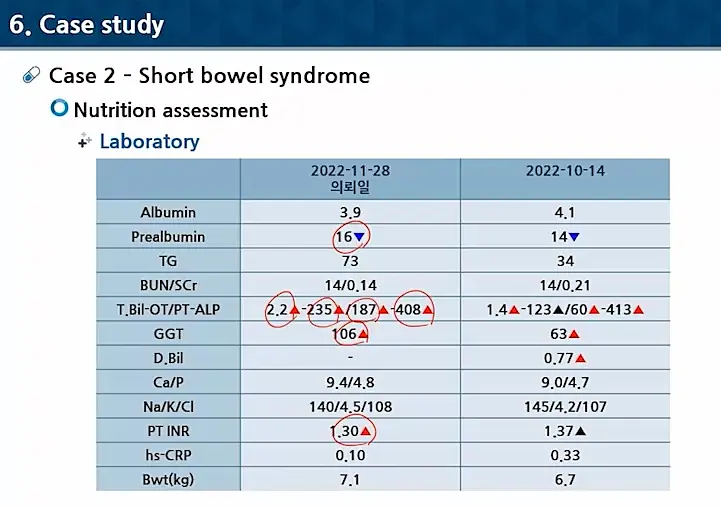 6. Case study
Case 2 - Short bowel syndrome
Nutrition assessment
Laboratory
2022-11-28 2022-10-14
의뢰일
Albumin 3.9 4.1
Prealbumin 16▼ 14▼
TG 73 34
BUN/SCr 14/0.14 14/0.21
T.Bil-OT/PT-ALP 2.2▲-235▲/187▲-408▲ 1.4▲-123▲/60▲-413▲
GGT 106▲ 63▲
D.Bil - 0.77▲
Ca/P 9.4/4.8 9.0/4.7
Na/K/Cl 140/4.5/108 145/4.2/107
PT INR 1.30▲ 1.37▲
hs-CRP 0.10 0.33
Bwt(kg) 7.1 6.7